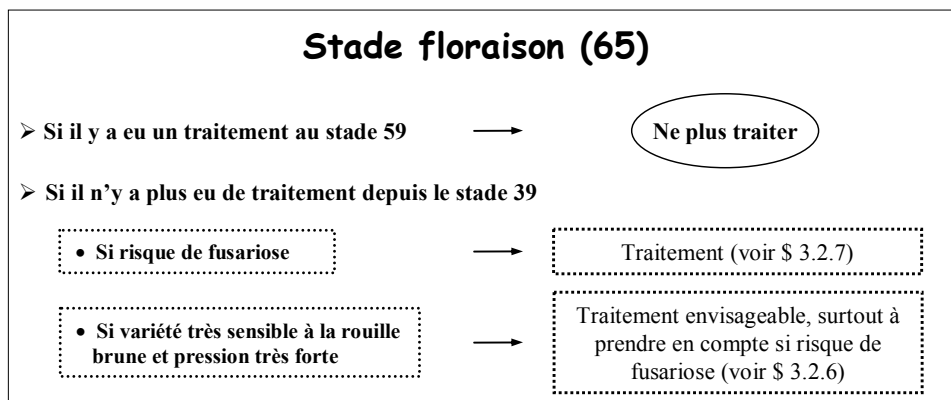 Stade floraison (65)
➢ Si il y a eu un traitement au stade 59
Ne plus traiter
➢ Si il n'y a plus eu de traitement depuis le stade 39
• Si risque de fusariose
Traitement (voir $ 3.2.7)
• Si variété très sensible à la rouille
brune et pression très forte
Traitement envisageable, surtout à
prendre en compte si risque de
fusariose (voir $ 3.2.6)